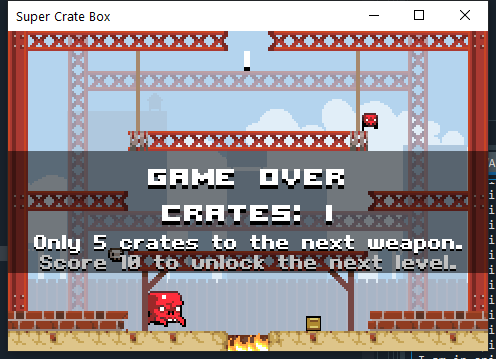 Super Crate Box
1
GAME OVER
CRATES: 1
Only 5 crates to the next weapon.
Score 10 to unlock the next level.